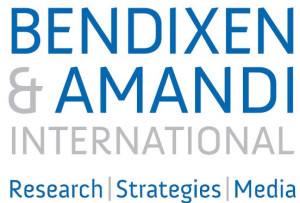 BENDIXEN
& AMANDI
INTERNATIONAL
Research|Strategies|Media